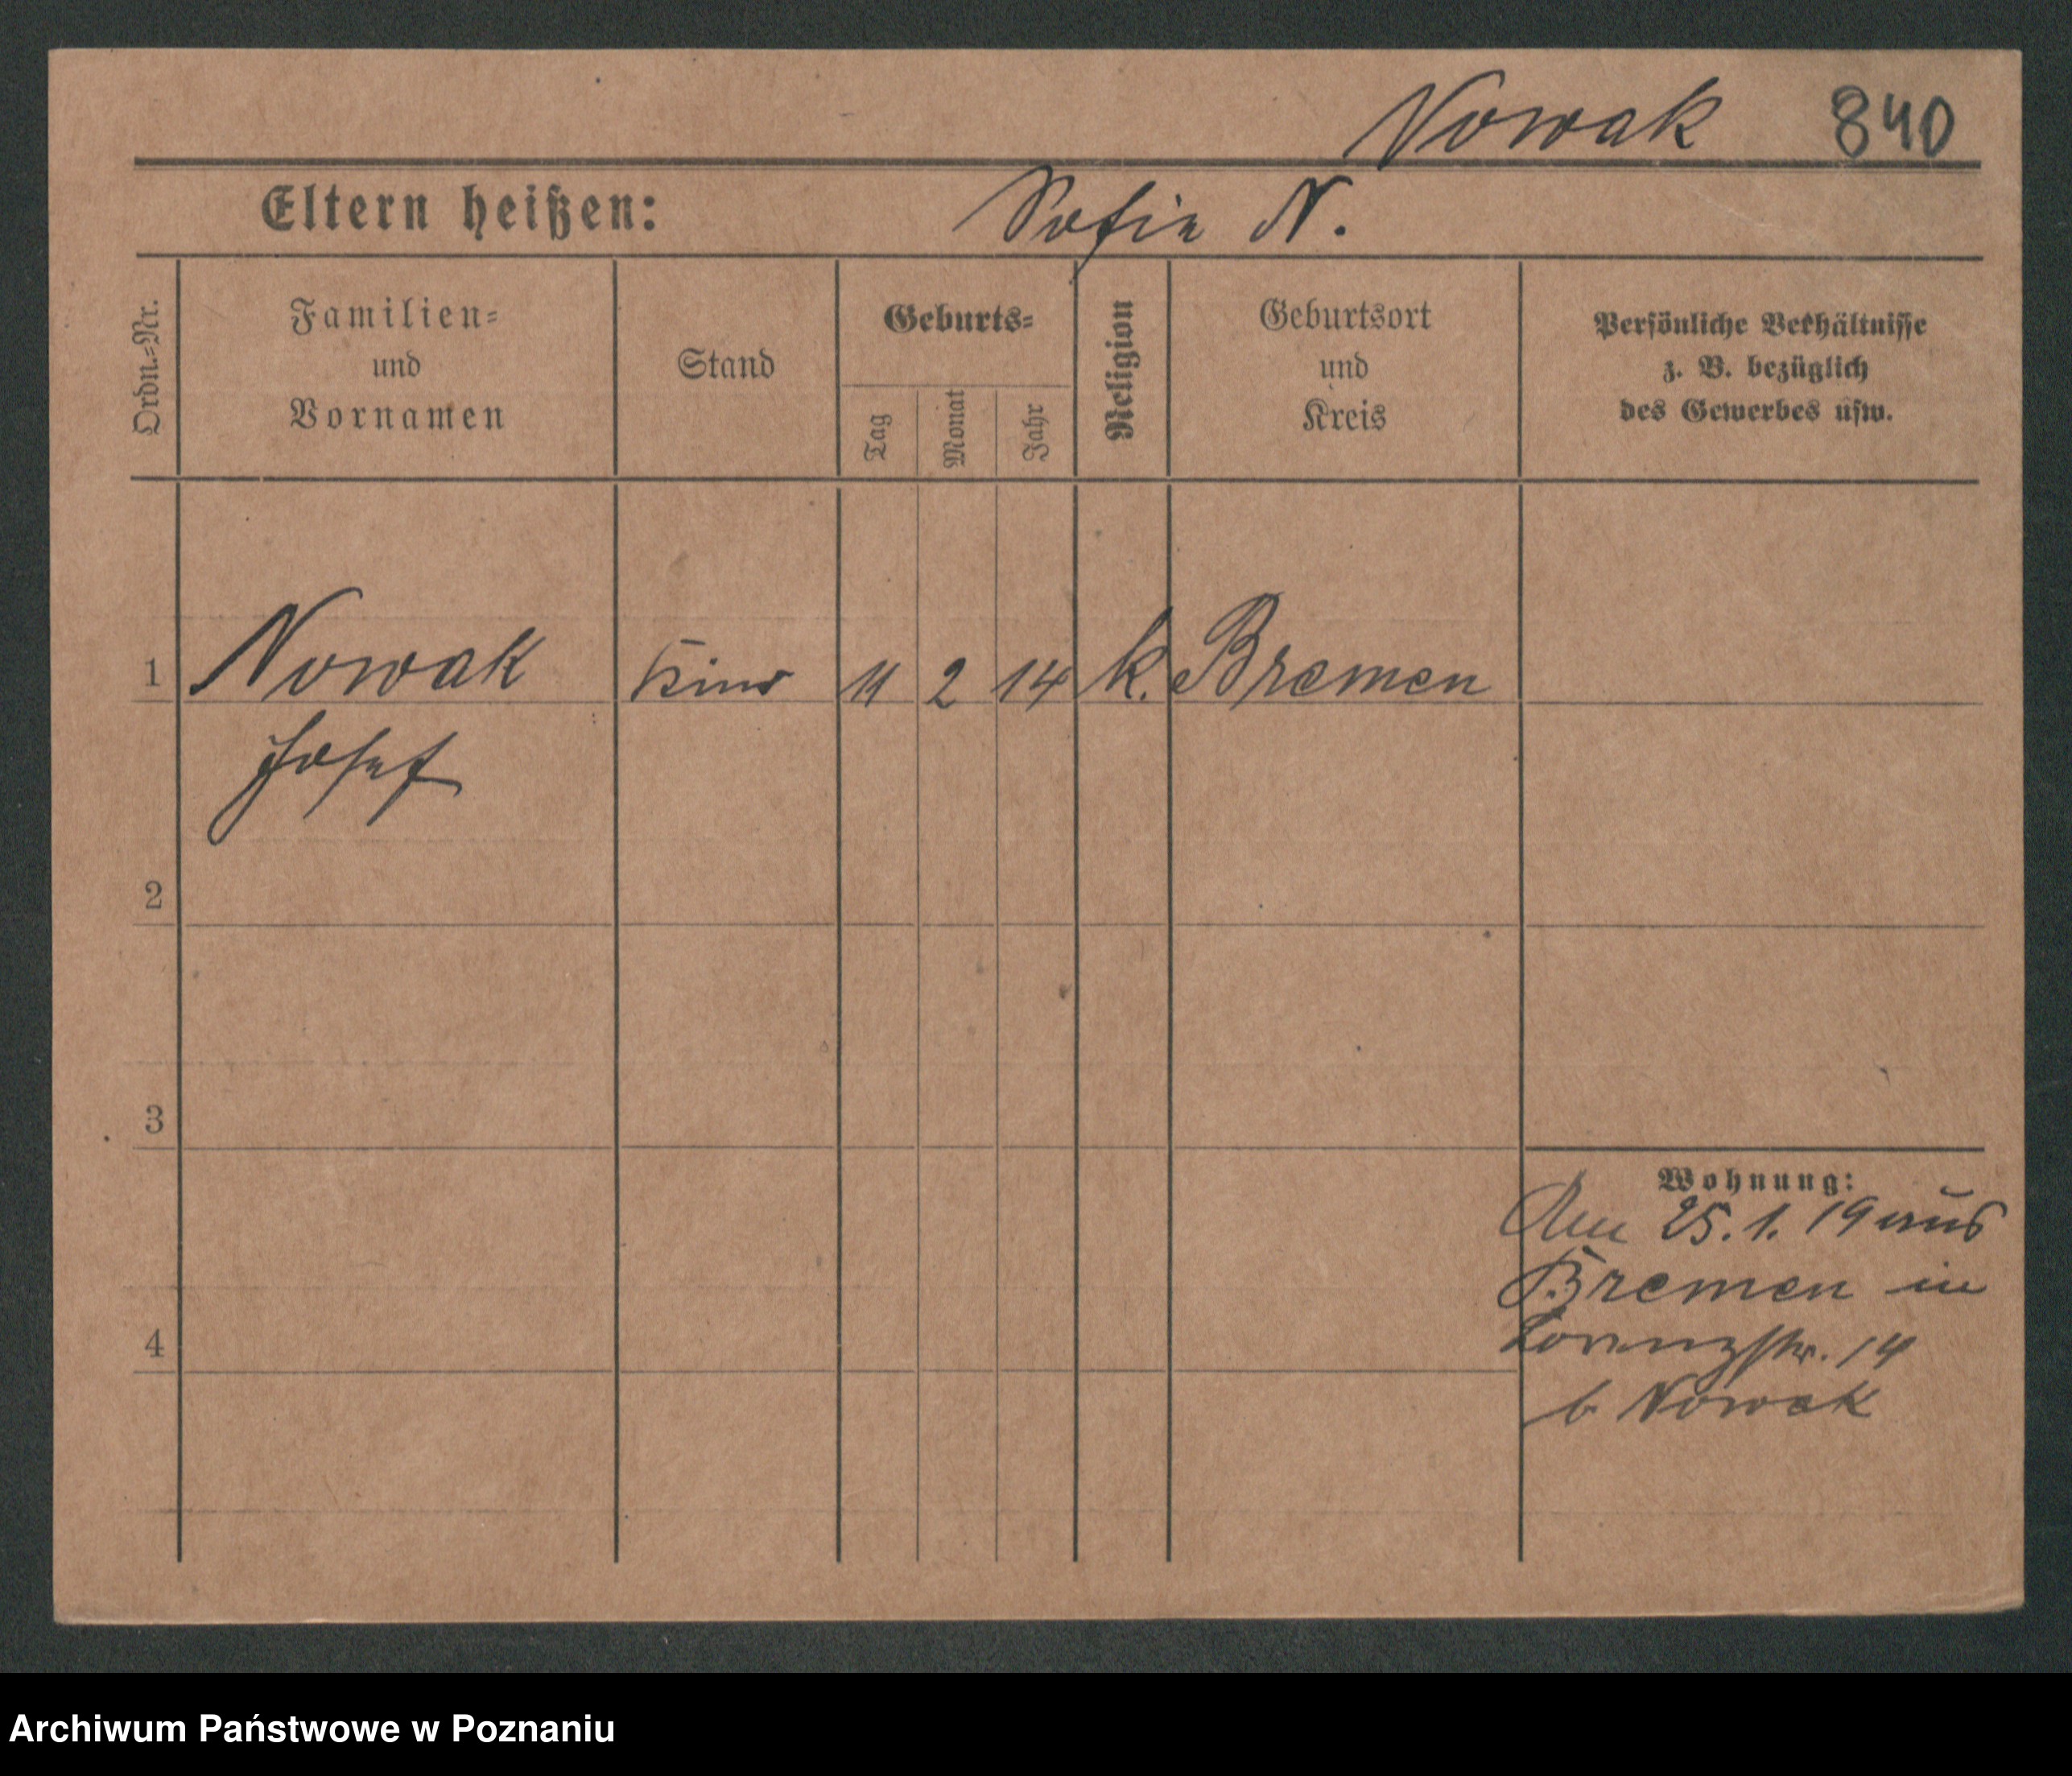 Nowak 840
Eltern heißen: Sofie N.
Ordn.-Nr.
Familien-
und
Vornamen
Stand
Geburts-
Tag
Monat
Jahr
Religion
Geburtsort
und
Kreis
Persönliche Verhältnisse
z. B. bezüglich
des Gewerbes usw.
1 Nowak Kind 11 2 14 k. Bremen
Josef
2
3
Wohnung:
Am 25. 1. 19 aus
Bremen in
4 Lorenzstr. 14
b Nowak
Archiwum Państwowe w Poznaniu